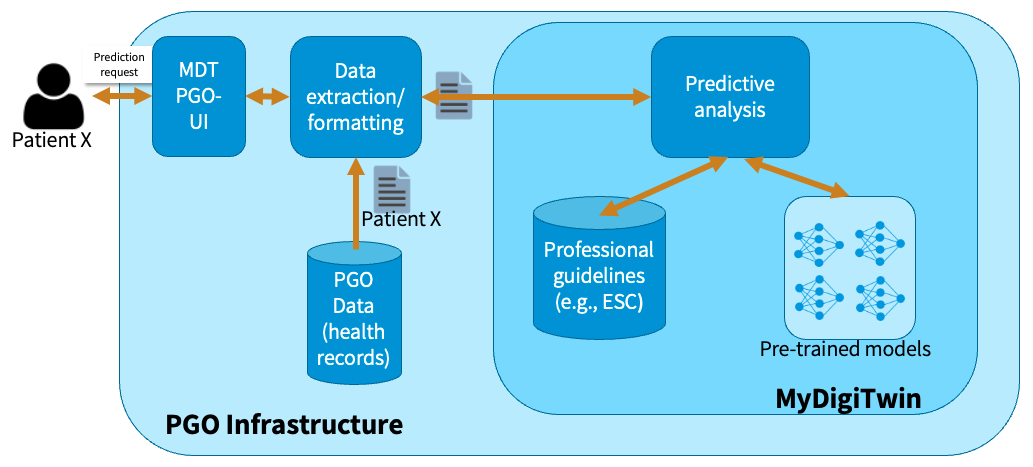 Prediction
request
Patient X
MDT
PGO-
UI
Data
extraction/
formatting
Predictive
analysis
Patient X
PGO
Data
(health
records)
Professional
guidelines
(e.g., ESC)
Pre-trained models
MyDigiTwin
PGO Infrastructure